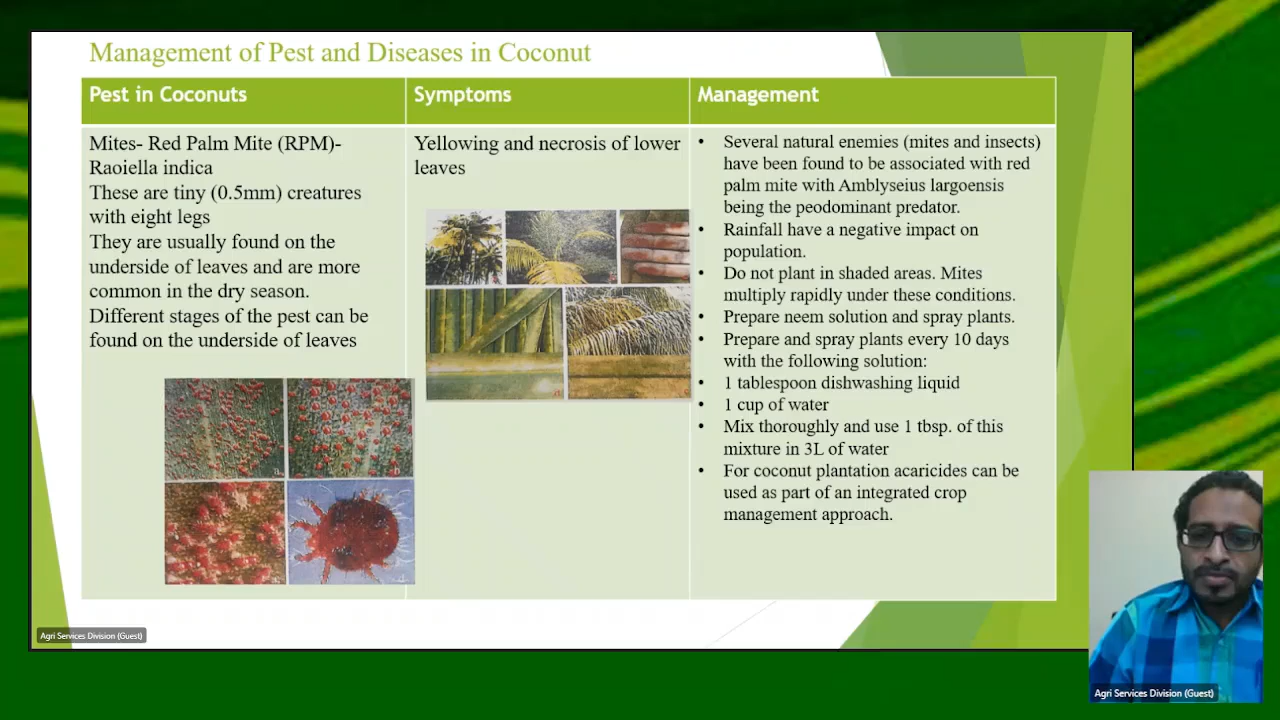 Management of Pest and Diseases in Coconut
Pest in Coconuts
Symptoms
Management
Mites- Red Palm Mite (RPM)-
Raoiella indica
These are tiny (0.5mm) creatures
with eight legs
They are usually found on the
underside of leaves and are more
common in the dry season.
Different stages of the pest can be
found on the underside of leaves
Yellowing and necrosis of lower
leaves
• Several natural enemies (mites and insects)
have been found to be associated with red
palm mite with Amblyseius largoensis
being the peodominant predator.
• Rainfall have a negative impact on
population.
• Do not plant in shaded areas. Mites
multiply rapidly under these conditions.
• Prepare neem solution and spray plants.
• Prepare and spray plants every 10 days
with the following solution:
• 1 tablespoon dishwashing liquid
• 1 cup of water
• Mix thoroughly and use 1 tbsp. of this
mixture in 3L of water
• For coconut plantation acaricides can be
used as part of an integrated crop
management approach.
Agri Services Division (Guest)
Agri Services Division (Guest)